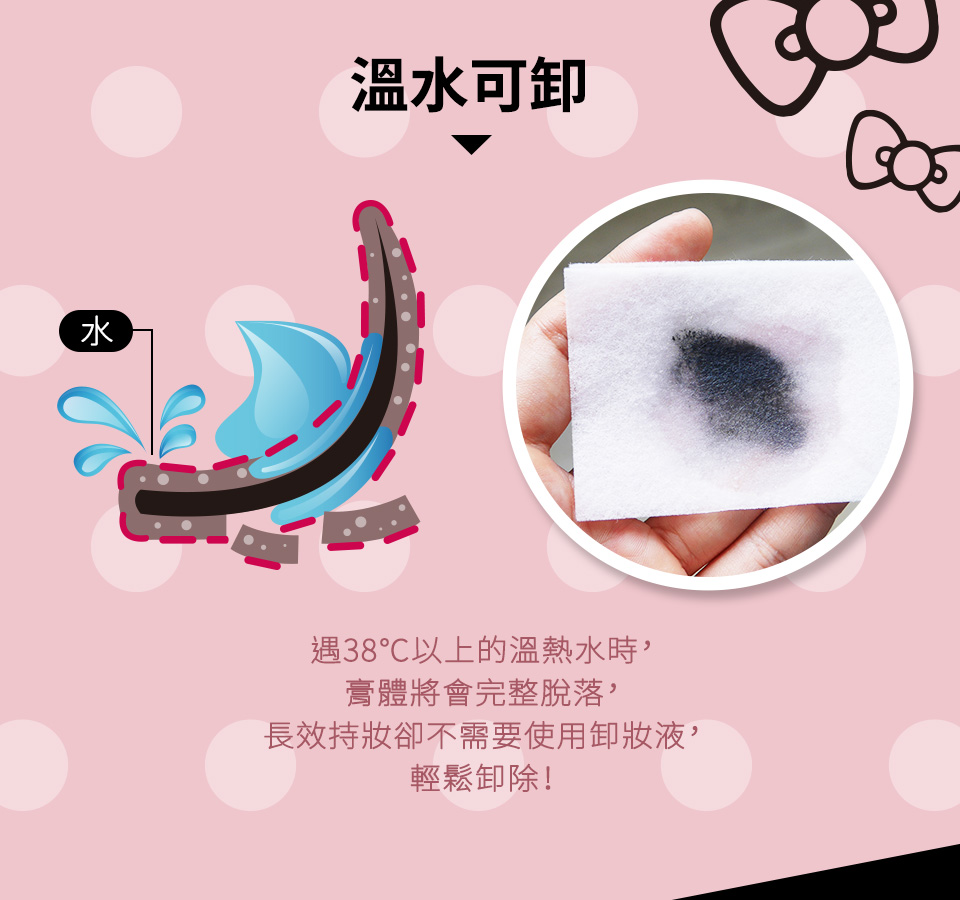 溫水可卸
水
遇38°C以上的溫熱水時，
膏體將會完整脫落，
長效持妝卻不需要使用卸妝液，
輕鬆卸除！